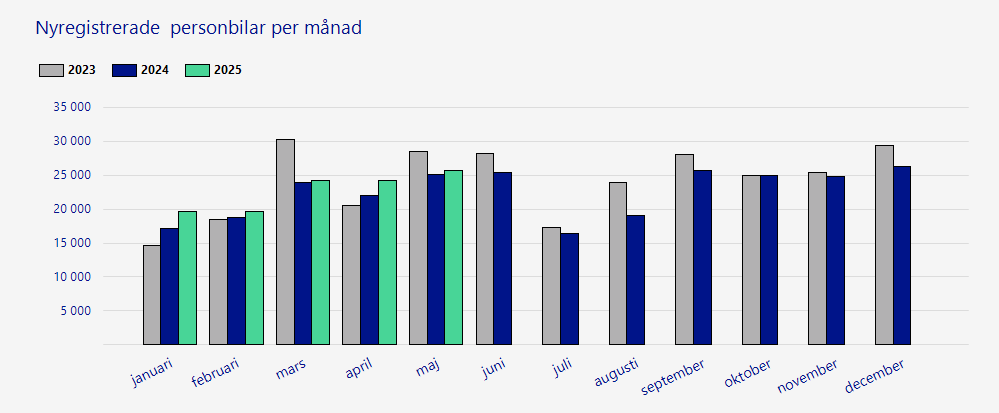 Nyregistrerade  personbilar per månad
2023 2024 2025
35 000
30 000
25 000
20 000
15 000
10 000
5 000
januari februari mars april maj juni juli augusti september oktober november december